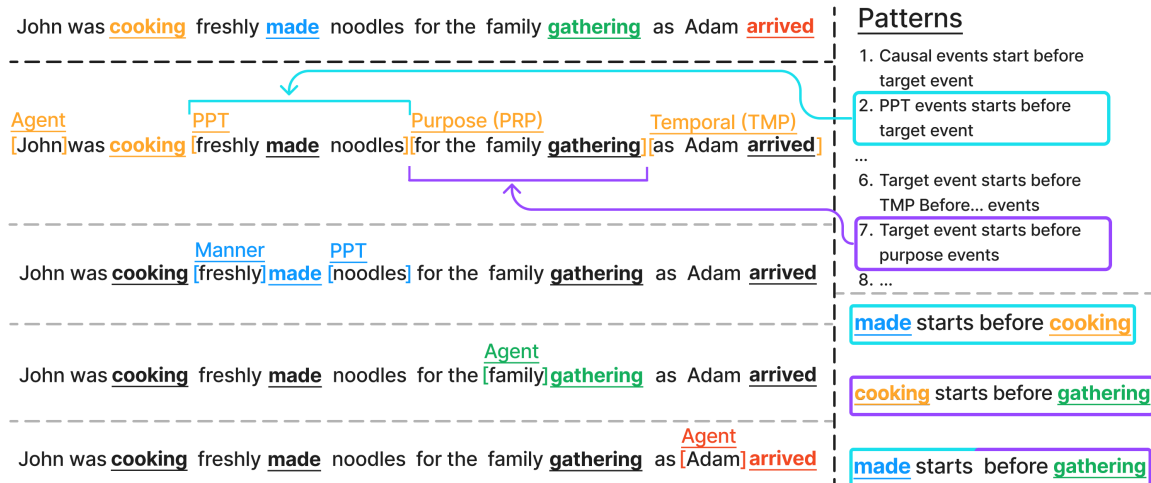 John was cooking freshly made noodles for the family gathering as Adam arrived
Agent PPT Purpose (PRP) Temporal (TMP)
[John]was cooking [freshly made noodles][for the family gathering][as Adam arrived]
Manner PPT
John was cooking [freshly]made [noodles] for the family gathering as Adam arrived
Agent
John was cooking freshly made noodles for the [family]gathering as Adam arrived
Agent
John was cooking freshly made noodles for the family gathering as [Adam]arrived
Patterns
1. Causal events start before
target event
2. PPT events starts before
target event
...
6. Target event starts before
TMP Before... events
7. Target event starts before
purpose events
8. ...
made starts before cooking
cooking starts before gathering
made starts before gathering